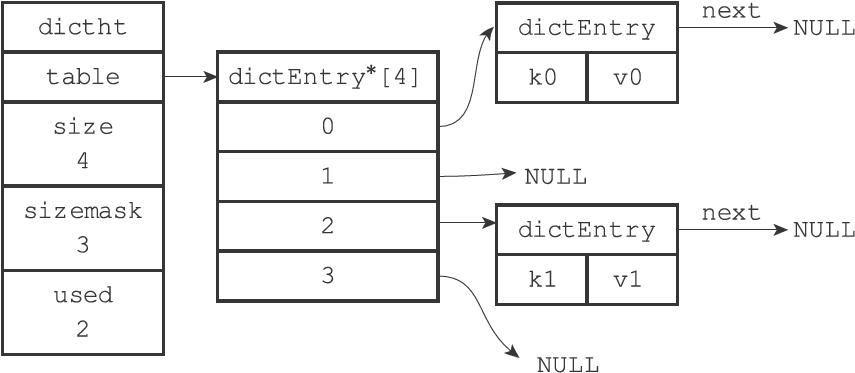 dictht
table
size
4
sizemask
3
used
2
dictEntry*[4]
0
1
2
3
dictEntry
k0 v0
next
NULL
NULL
dictEntry
k1 v1
next
NULL
NULL